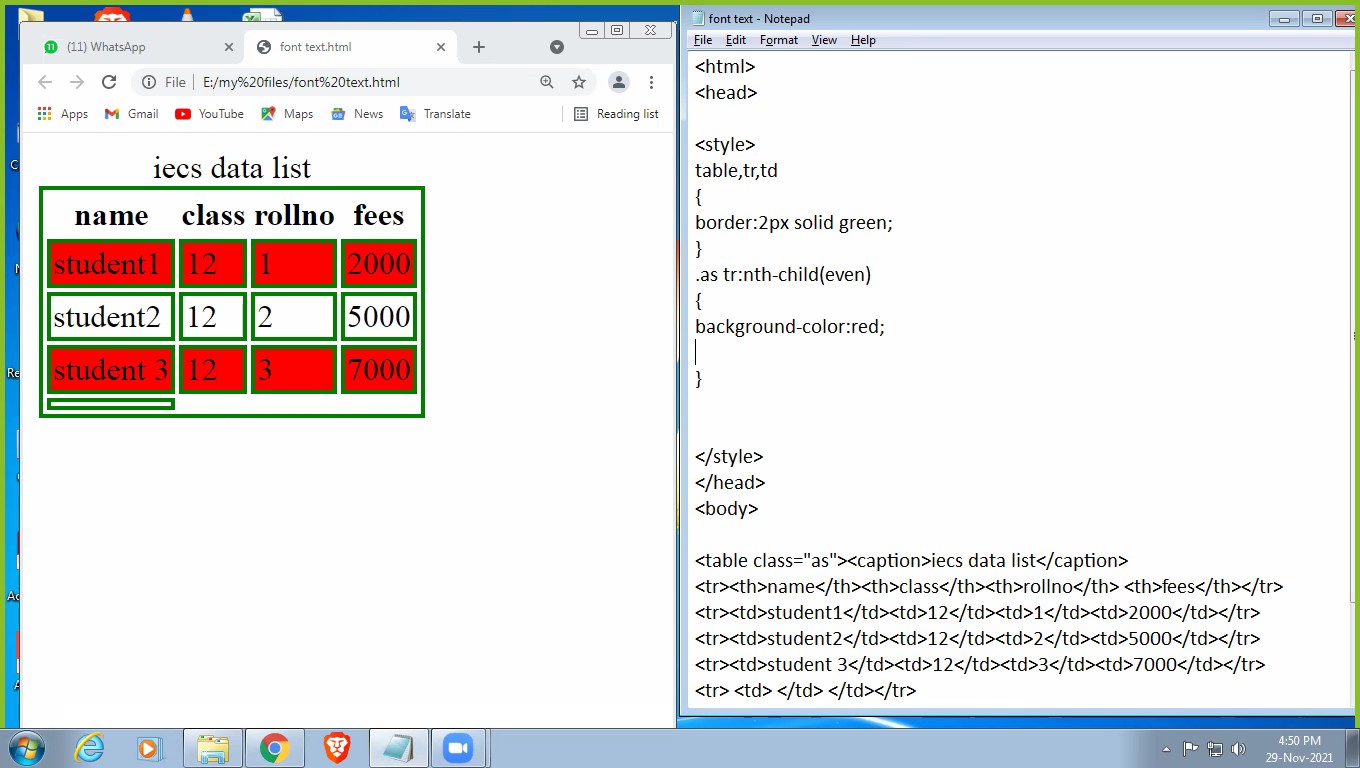 (11) WhatsApp
font text.html
File
E:/my%20files/font%20text.html
Apps
Gmail
YouTube
Maps
News
Translate
Reading list
iecs data list
name class rollno fees
student1 12 1 2000
student2 12 2 5000
student 3 12 3 7000
font text - Notepad
File Edit Format View Help
<html>
<head>
<style>
table,tr,td
{
border:2px solid green;
}
.as tr:nth-child(even)
{
background-color:red;
}
</style>
</head>
<body>
<table class="as"><caption>iecs data list</caption>
<tr><th>name</th><th>class</th><th>rollno</th> <th>fees</th></tr>
<tr><td>student1</td><td>12</td><td>1</td><td>2000</td></tr>
<tr><td>student2</td><td>12</td><td>2</td><td>5000</td></tr>
<tr><td>student 3</td><td>12</td><td>3</td><td>7000</td></tr>
<tr> <td> </td> </td></tr>
4:50 PM
29-Nov-2021